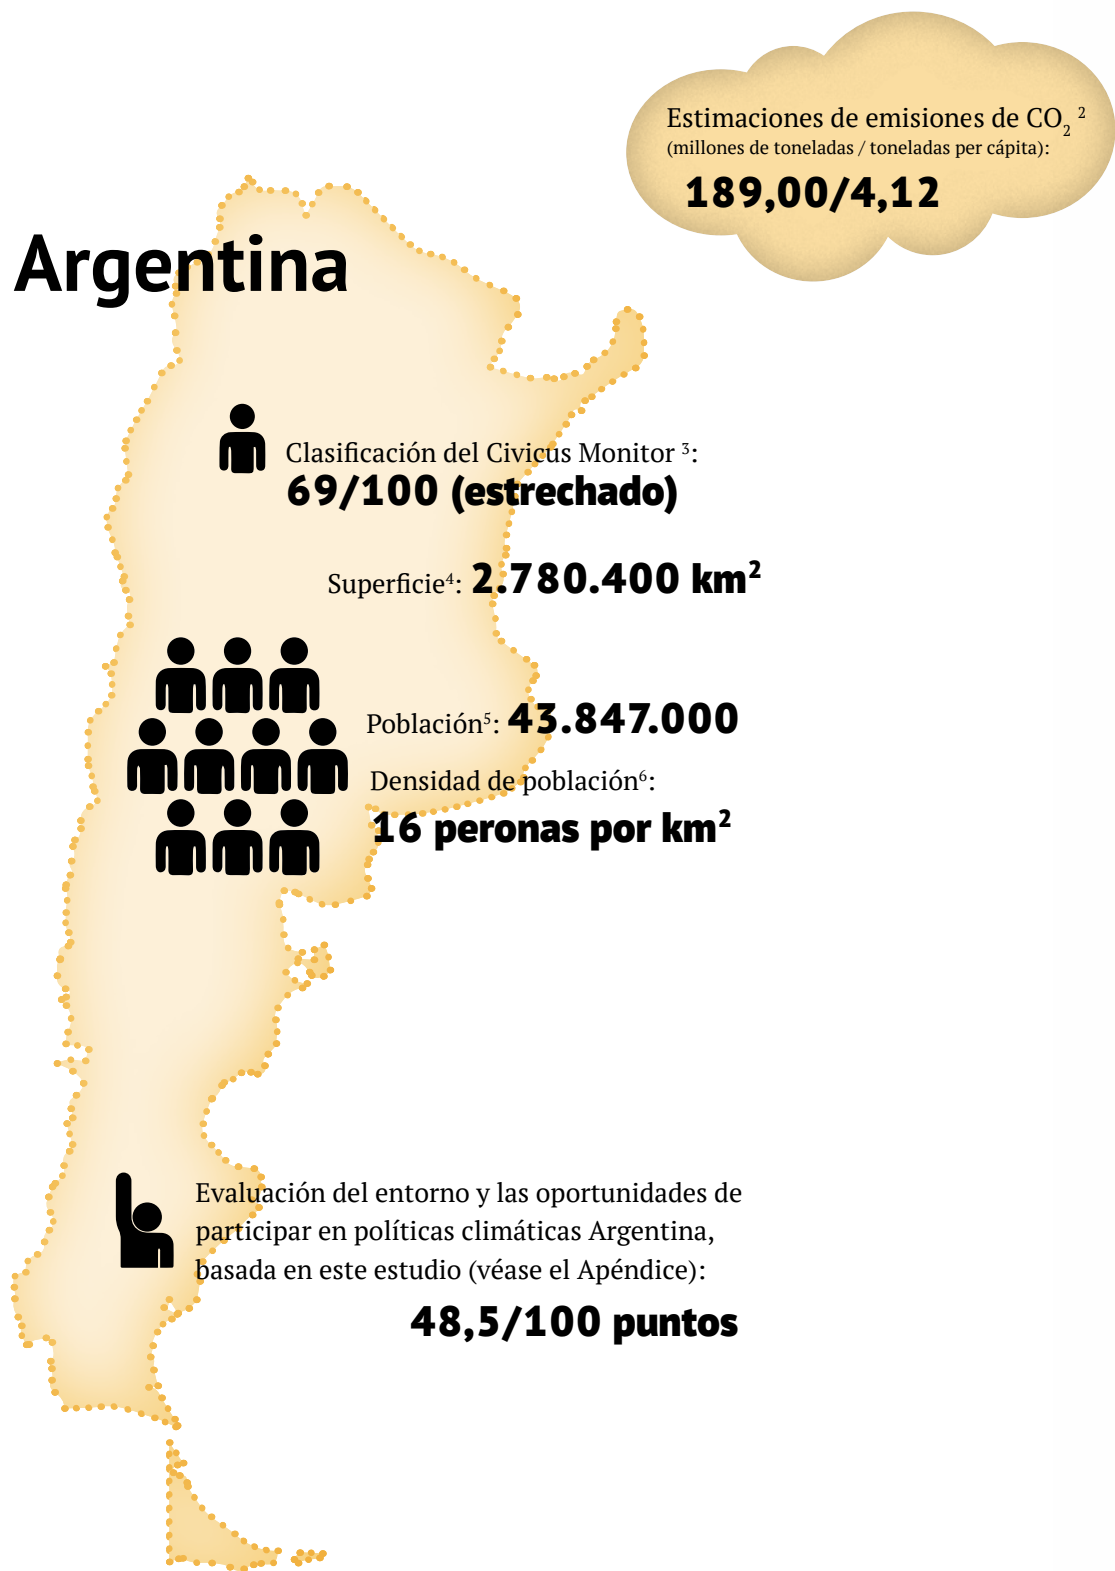 Estimaciones de emisiones de CO₂ ²
(millones de toneladas / toneladas per cápita):
189,00/4,12
Argentina
Clasificación del Civicus Monitor ³:
69/100 (estrechado)
Superficie⁴: 2.780.400 km²
Población⁵: 43.847.000
Densidad de población⁶:
16 peronas por km²
Evaluación del entorno y las oportunidades de
participar en políticas climáticas Argentina,
basada en este estudio (véase el Apéndice):
48,5/100 puntos